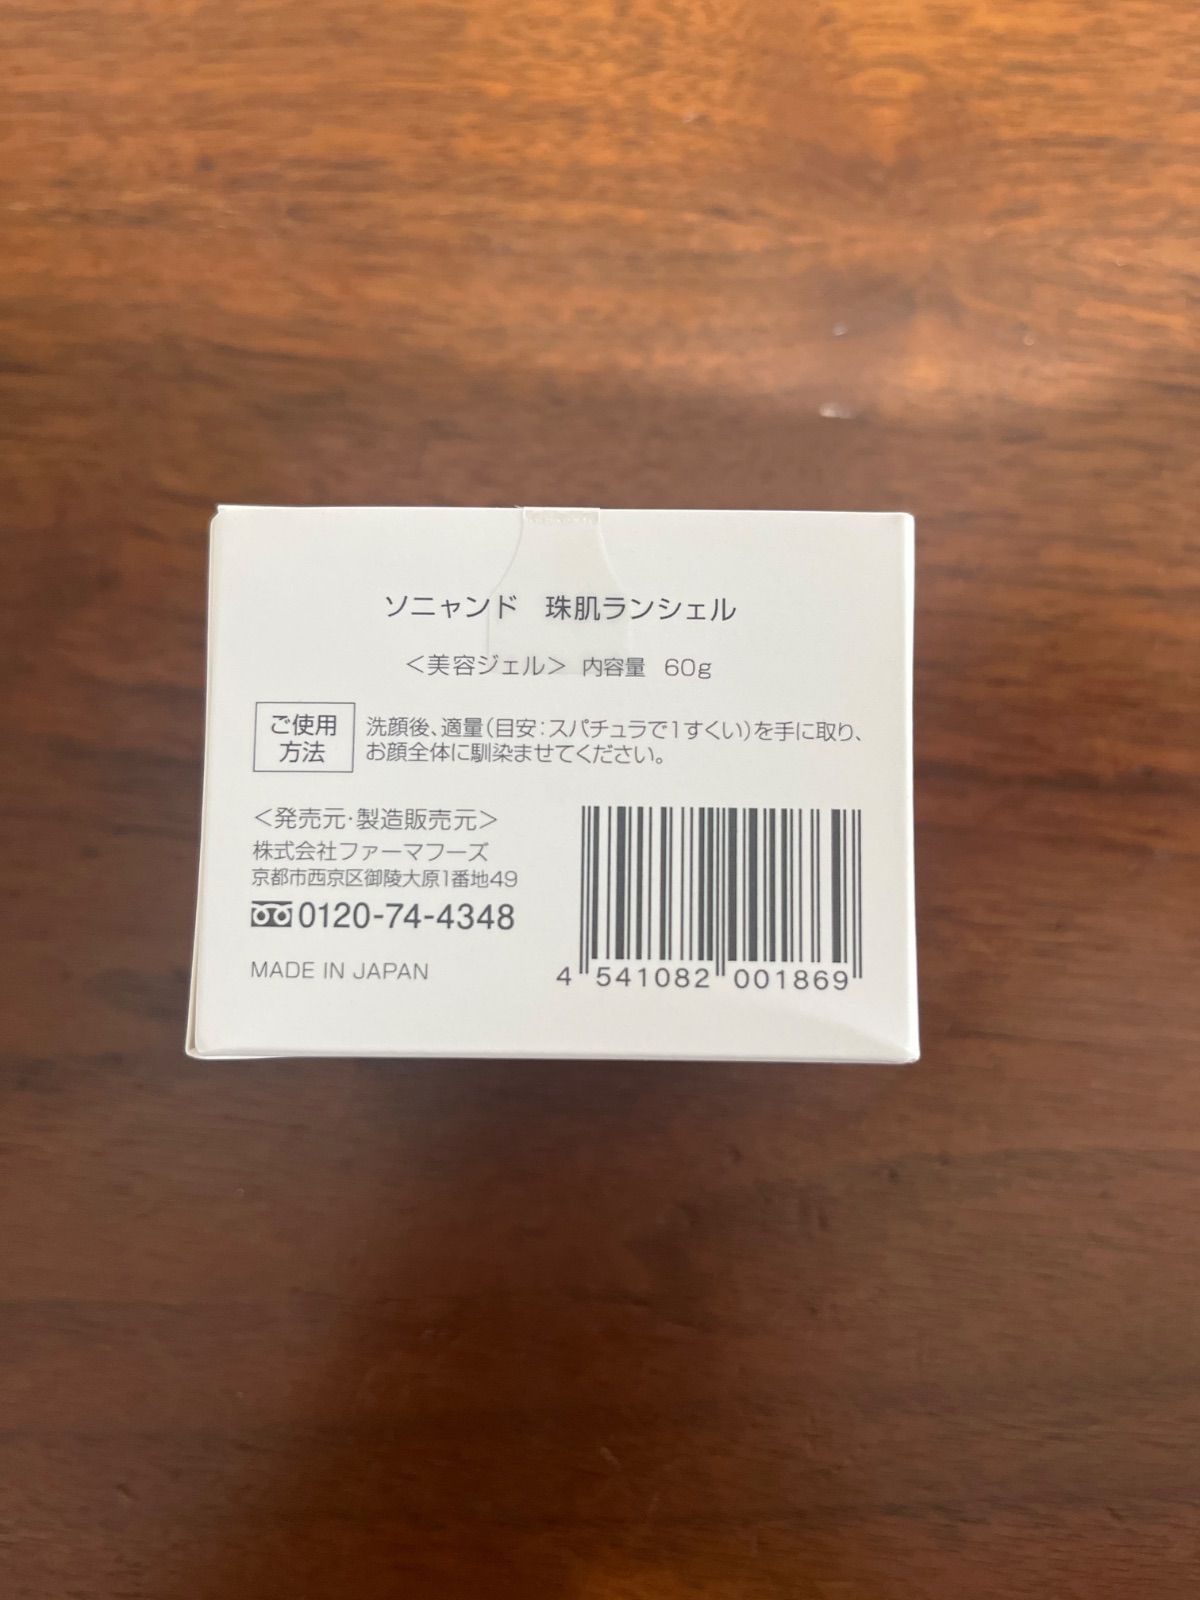 ソニャンド　珠肌ランシェル
＜美容ジェル＞ 内容量　60g
ご使用
方法
洗顔後、適量（目安：スパチュラで1すくい）を手に取り、
お顔全体に馴染ませてください。
＜発売元・製造販売元＞
株式会社ファーマフーズ
京都市西京区御陵大原1番地49
0120-74-4348
MADE IN JAPAN
4 541082 001869